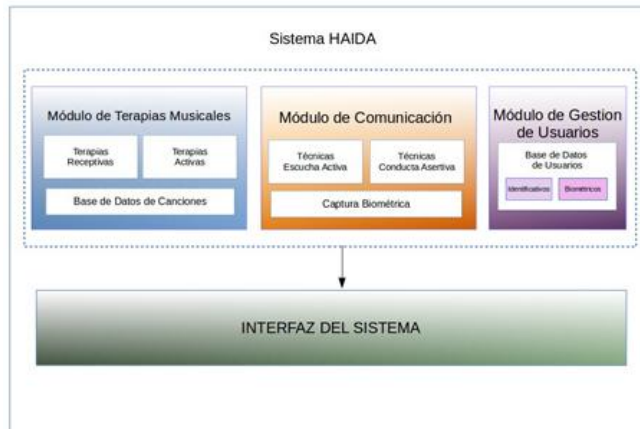 Sistema HAIDA
Módulo de Terapias Musicales
Terapias
Receptivas
Terapias
Activas
Base de Datos de Canciones
Módulo de Comunicación
Técnicas
Escucha Activa
Técnicas
Conducta Asertiva
Captura Biométrica
Módulo de Gestion
de Usuarios
Base de Datos
de Usuarios
Identificativos
Biométricos
INTERFAZ DEL SISTEMA